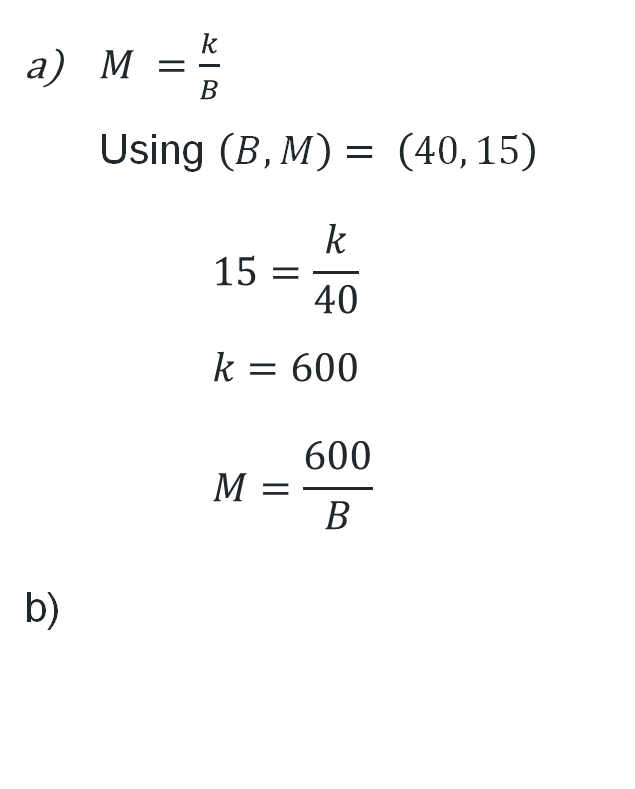 a) M = k/B
Using (B, M) = (40, 15)
15 = k/40
k = 600
M = 600/B
b)